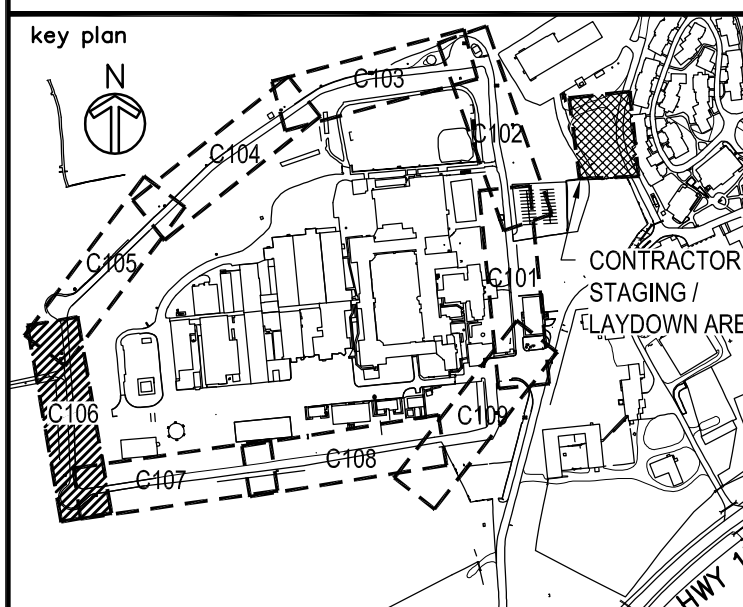 key plan
N
C103
C102
C104
C105
C101
CONTRACTOR
STAGING /
LAYDOWN ARE
C106
C109
C108
C107
HWY 1